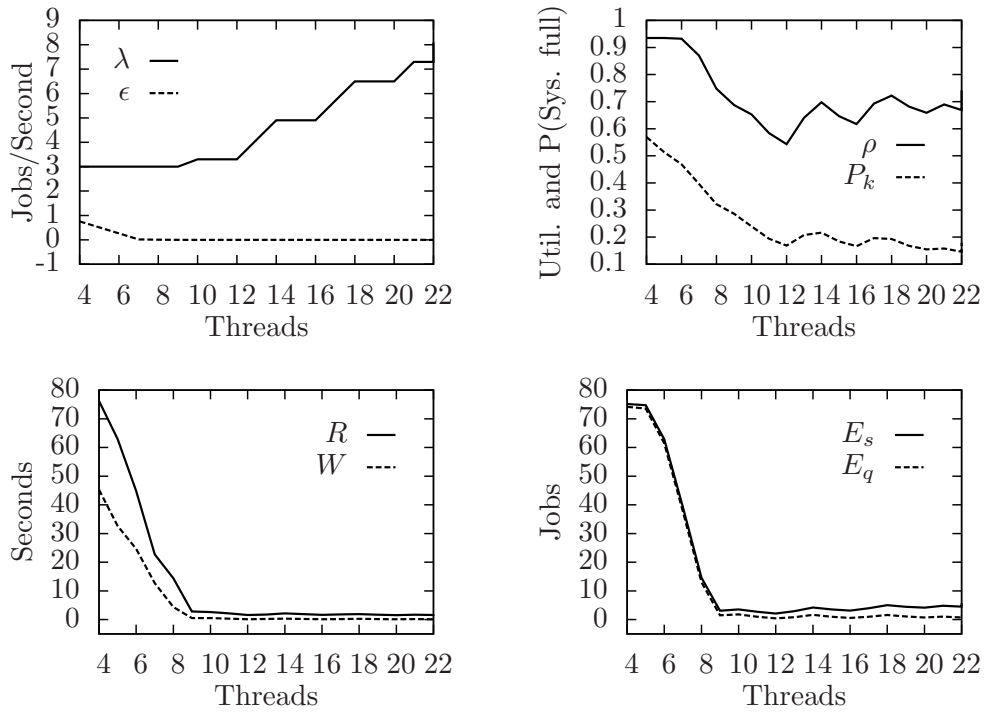 9
8
7
6
5
4
3
2
1
0
-1
Jobs/Second
λ
ϵ
4 6 8 10 12 14 16 18 20 22
Threads
1
0.9
0.8
0.7
0.6
0.5
0.4
0.3
0.2
0.1
Util. and P(Sys. full)
ρ
P_k
4 6 8 10 12 14 16 18 20 22
Threads
80
70
60
50
40
30
20
10
0
Seconds
R
W
4 6 8 10 12 14 16 18 20 22
Threads
80
70
60
50
40
30
20
10
0
Jobs
E_s
E_q
4 6 8 10 12 14 16 18 20 22
Threads